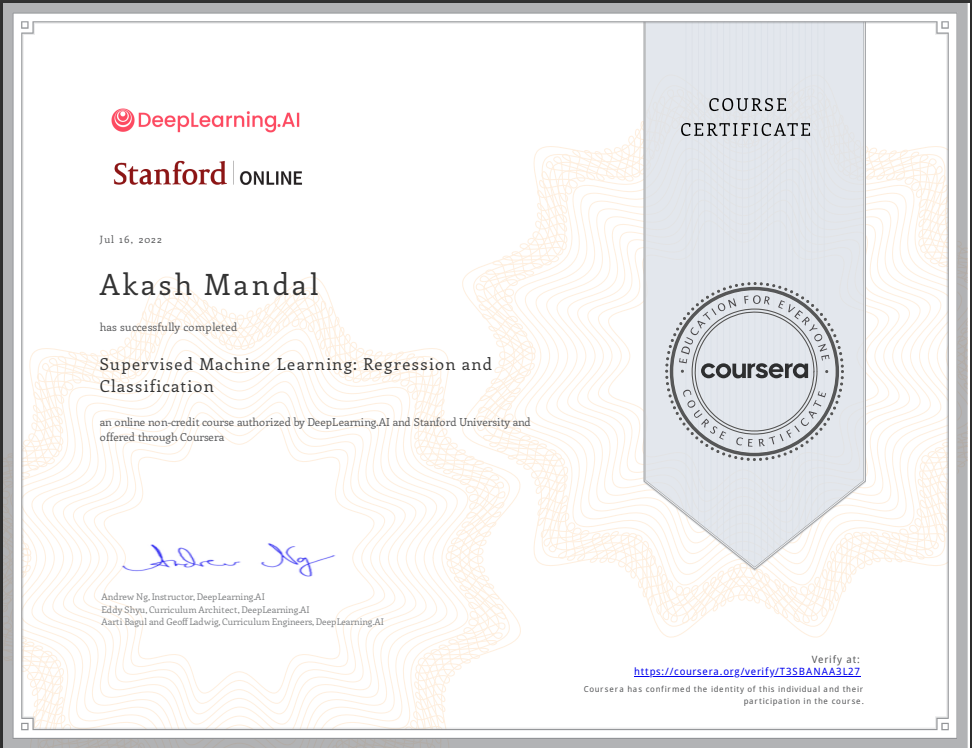 DeepLearning.AI
Stanford ONLINE
Jul 16, 2022
Akash Mandal
has successfully completed
Supervised Machine Learning: Regression and
Classification
an online non-credit course authorized by DeepLearning.AI and Stanford University and
offered through Coursera
Andrew Ng
Andrew Ng, Instructor, DeepLearning.AI
Eddy Shyu, Curriculum Architect, DeepLearning.AI
Aarti Bagul and Geoff Ladwig, Curriculum Engineers, DeepLearning.AI
COURSE
CERTIFICATE
EDUCATION FOR EVERYONE
coursera
COURSE CERTIFICATE
Verify at:
https://coursera.org/verify/T3SBANAA3L27
Coursera has confirmed the identity of this individual and their
participation in the course.